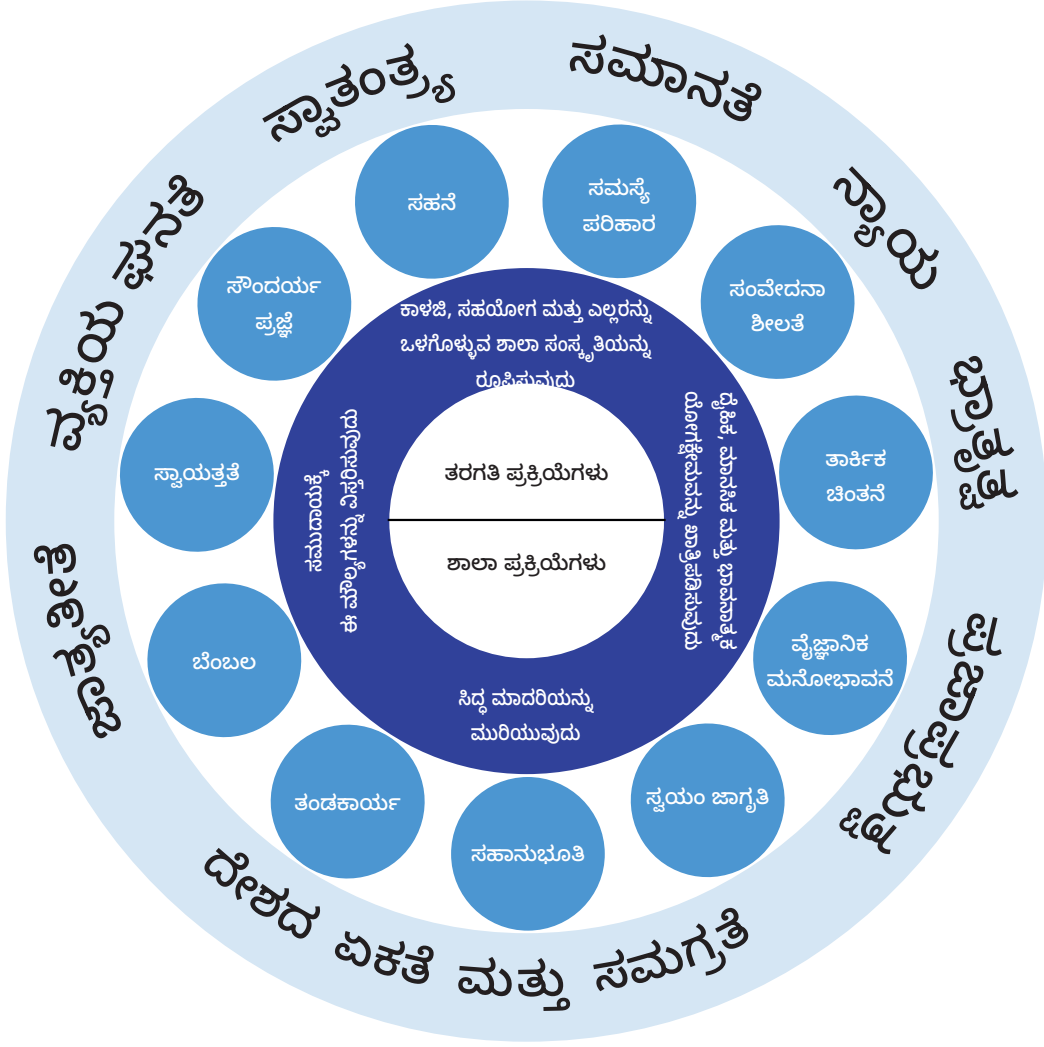 ಸ್ವಾತಂತ್ರ್ಯ
ಸಮಾನತೆ
ನ್ಯಾಯ
ಭ್ರಾತೃತ್ವ
ಪ್ರಜಾಪ್ರಭುತ್ವ
ದೇಶದ ಏಕತೆ ಮತ್ತು ಸಮಗ್ರತೆ
ಜಾತ್ಯತೀತತೆ
ವ್ಯಕ್ತಿಯ ಘನತೆ
ಸಹನೆ
ಸಮಸ್ಯೆ
ಪರಿಹಾರ
ಸಂವೇದನಾ
ಶೀಲತೆ
ತಾರ್ಕಿಕ
ಚಿಂತನೆ
ವೈಜ್ಞಾನಿಕ
ಮನೋಭಾವನೆ
ಸ್ವಯಂ ಜಾಗೃತಿ
ಸಹಾನುಭೂತಿ
ತಂಡಕಾರ್ಯ
ಬೆಂಬಲ
ಸ್ವಾಯತ್ತತೆ
ಸೌಂದರ್ಯ
ಪ್ರಜ್ಞೆ
ಕಾಳಜಿ, ಸಹಯೋಗ ಮತ್ತು ಎಲ್ಲರನ್ನು
ಒಳಗೊಳ್ಳುವ ಶಾಲಾ ಸಂಸ್ಕೃತಿಯನ್ನು
ರೂಪಿಸುವುದು
ದೈಹಿಕ, ಮಾನಸಿಕ ಮತ್ತು ಭಾವನಾತ್ಮಕ
ಯೋಗಕ್ಷೇಮವನ್ನು ಖಾತ್ರಿಪಡಿಸುವುದು
ಸಿದ್ಧ ಮಾದರಿಯನ್ನು
ಮುರಿಯುವುದು
ಸಮುದಾಯಕ್ಕೆ
ಈ ಮೌಲ್ಯಗಳನ್ನು ವಿಸ್ತರಿಸುವುದು
ತರಗತಿ ಪ್ರಕ್ರಿಯೆಗಳು
ಶಾಲಾ ಪ್ರಕ್ರಿಯೆಗಳು